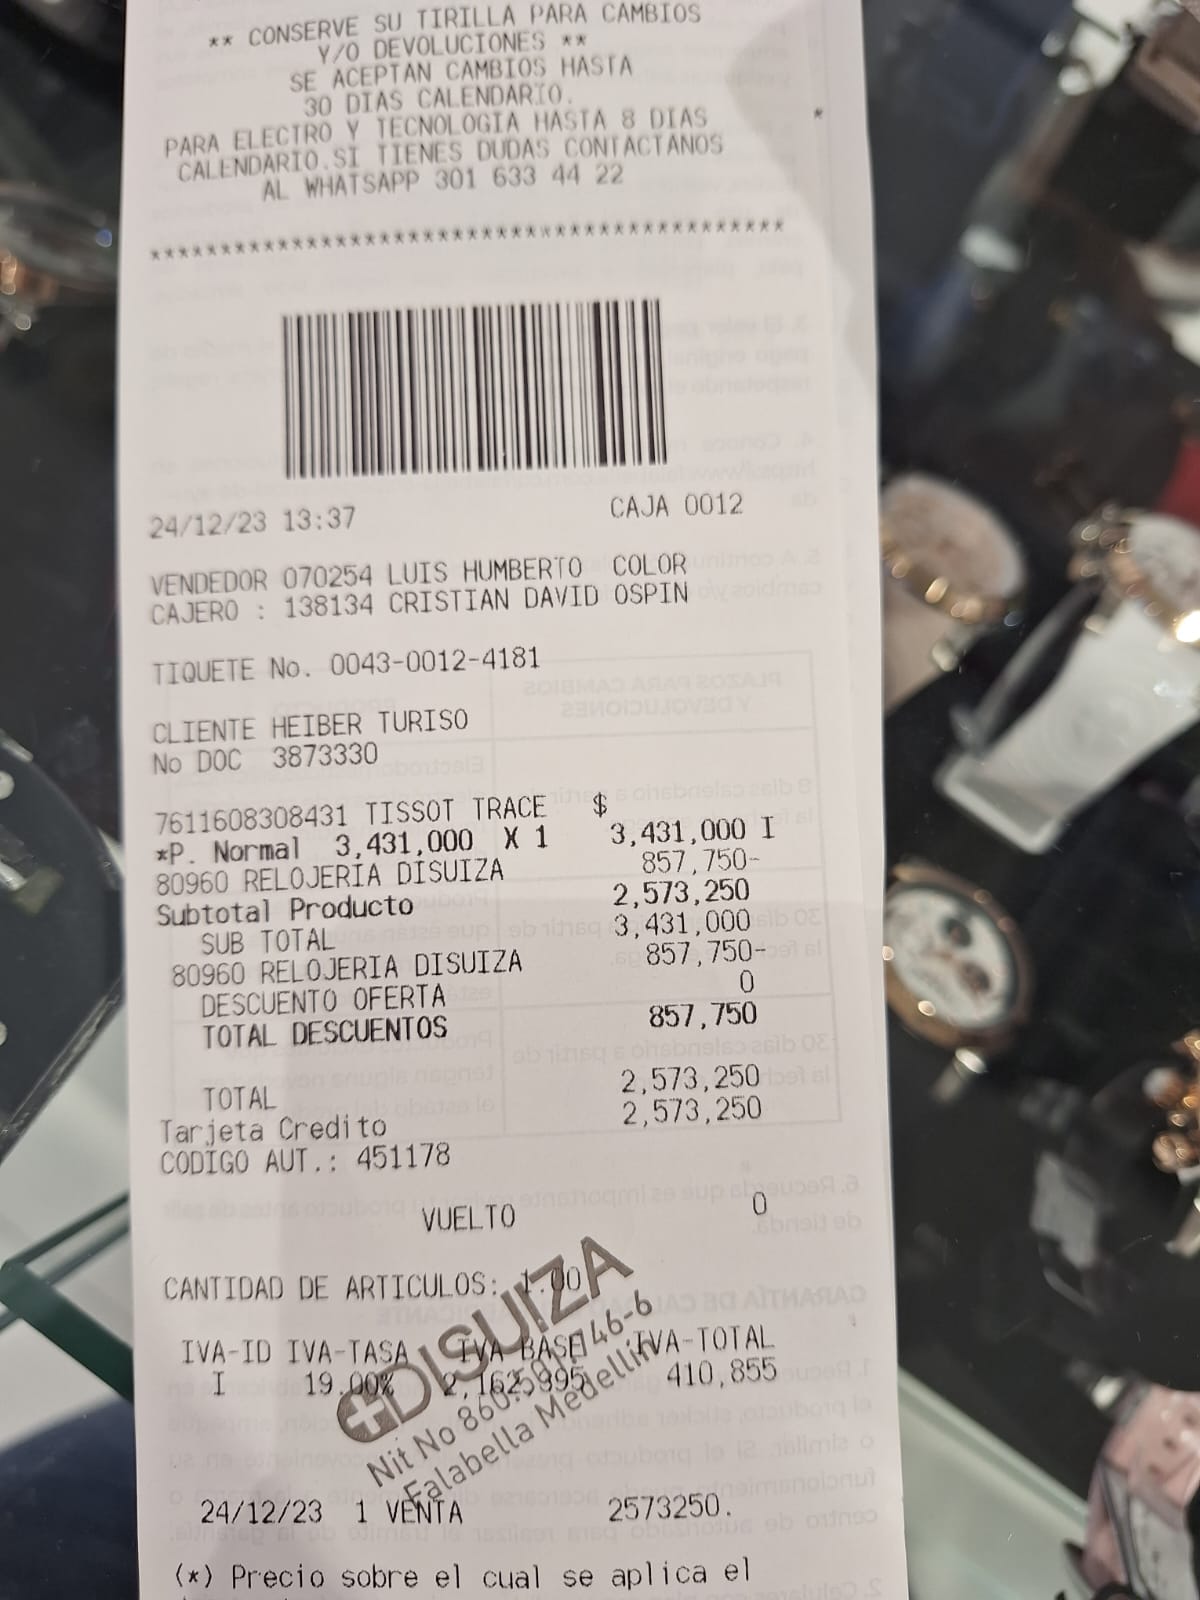 ** CONSERVE SU TIRILLA PARA CAMBIOS
Y/O DEVOLUCIONES **
SE ACEPTAN CAMBIOS HASTA
30 DIAS CALENDARIO.
PARA ELECTRO Y TECNOLOGIA HASTA 8 DIAS
CALENDARIO.SI TIENES DUDAS CONTACTANOS
AL WHATSAPP 301 633 44 22
*********************************************
24/12/23 13:37 CAJA 0012
VENDEDOR 070254 LUIS HUMBERTO COLOR
CAJERO : 138134 CRISTIAN DAVID OSPIN
TIQUETE No. 0043-0012-4181
CLIENTE HEIBER TURISO
No DOC 3873330
7611608308431 TISSOT TRACE $
*P. Normal 3,431,000 X 1 3,431,000 I
80960 RELOJERIA DISUIZA 857,750-
Subtotal Producto 2,573,250
SUB TOTAL 3,431,000
80960 RELOJERIA DISUIZA 857,750-
DESCUENTO OFERTA 0
TOTAL DESCUENTOS 857,750
TOTAL 2,573,250
Tarjeta Credito 2,573,250
CODIGO AUT.: 451178
VUELTO 0
CANTIDAD DE ARTICULOS: 1.00
IVA-ID IVA-TASA IVA BASE IVA-TOTAL
I 19.00% 410,855
DISUIZA
Nit No
Falabella Medellin
24/12/23 1 VENTA 2573250.
(*) Precio sobre el cual se aplica el